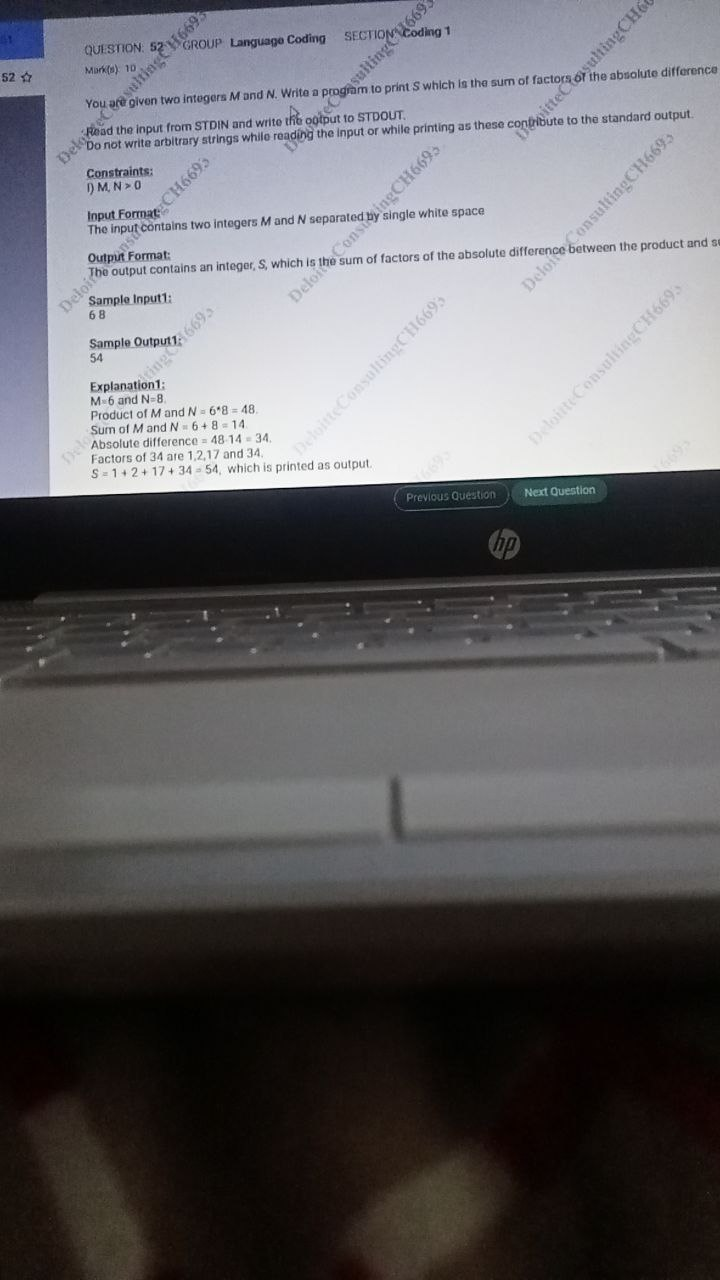 51
52 ☆
QUESTION: 52 GROUP Language Coding SECTION Coding 1
Mark(s): 10
You are given two integers M and N. Write a program to print S which is the sum of factors of the absolute difference
Read the input from STDIN and write the output to STDOUT.
Do not write arbitrary strings while reading the input or while printing as these contribute to the standard output.
Constraints:
I) M, N > 0
Input Format:
The input contains two integers M and N separated by single white space
Output Format:
The output contains an integer, S, which is the sum of factors of the absolute difference between the product and
Sample Input1:
6 8
Sample Output1:
54
Explanation1:
M=6 and N=8.
Product of M and N = 6*8 = 48.
Sum of M and N = 6 + 8 = 14.
Absolute difference = 48-14 = 34.
Factors of 34 are 1,2,17 and 34.
S = 1 + 2 + 17 + 34 = 54, which is printed as output.
Previous Question Next Question
hp
DeloitteConsultingCH6693